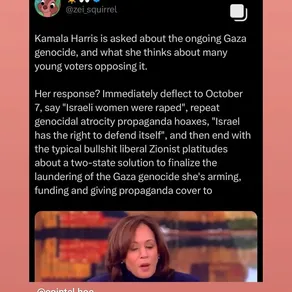 @zei_squirrel
Kamala Harris is asked about the ongoing Gaza
genocide, and what she thinks about many
young voters opposing it.
Her response? Immediately deflect to October
7, say "Israeli women were raped", repeat
genocidal atrocity propaganda hoaxes, "Israel
has the right to defend itself", and then end with
the typical bullshit liberal Zionist platitudes
about a two-state solution to finalize the
laundering of the Gaza genocide she's arming,
funding and giving propaganda cover to